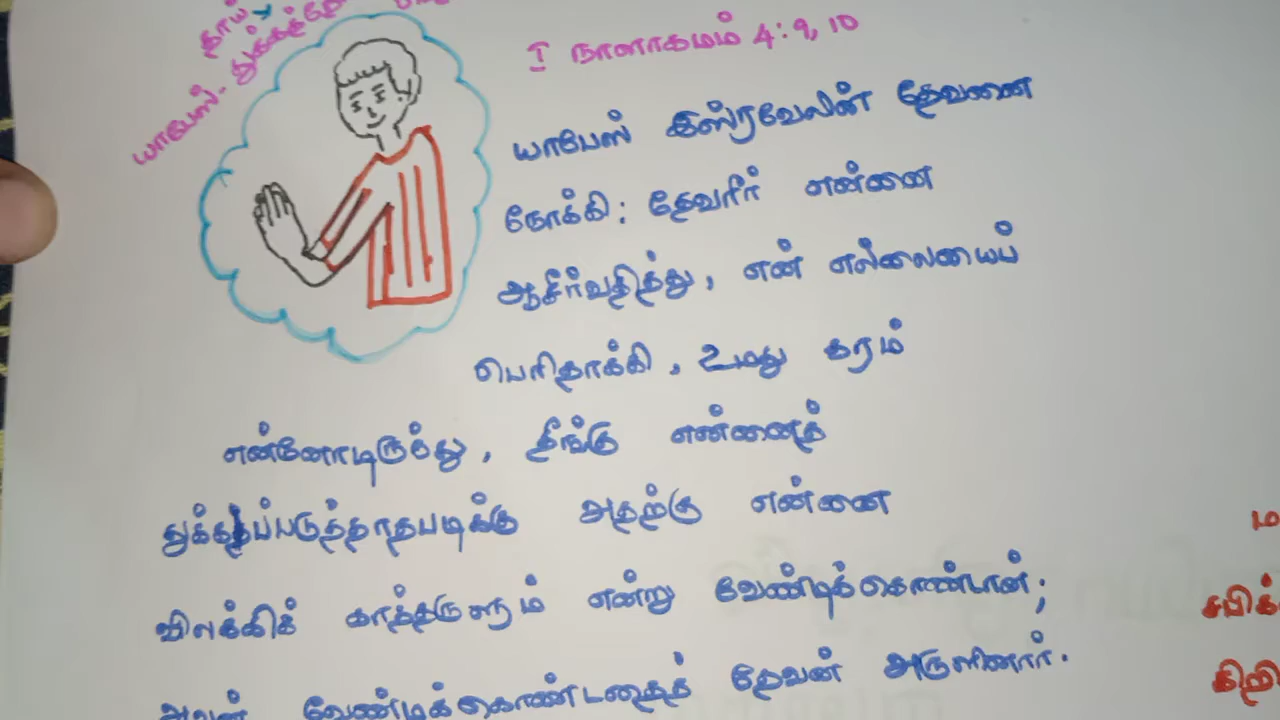 தாய்
யாபேஸ் - துக்கத்தோ
I நாளாகமம் 4:9, 10
யாபேஸ் இஸ்ரவேலின் தேவனை
நோக்கி: தேவரீர் என்னை
ஆசீர்வதித்து, என் எல்லையைப்
பெரிதாக்கி, உமது கரம்
என்னோடிருந்து, தீங்கு என்னைத்
துக்கப்படுத்தாதபடிக்கு அதற்கு என்னை
விலக்கிக் காத்தருளும் என்று வேண்டிக்கொண்டான்;
அவன் வேண்டிக்கொண்டதைத் தேவன் அருளினார்.
ம
சபிக்
கிறி